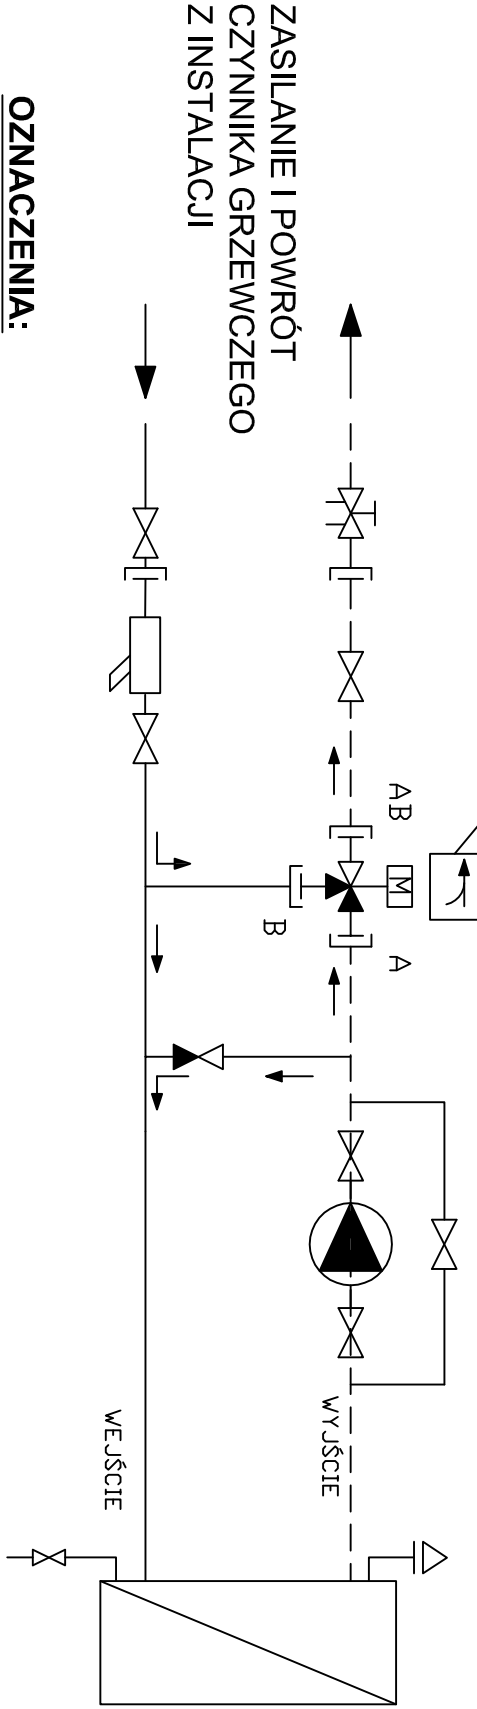 ZASILANIE I POWRÓT
CZYNNIKA GRZEWCZEGO
Z INSTALACJI
OZNACZENIA:
AB
M
A
B
WYJŚCIE
WEJŚCIE